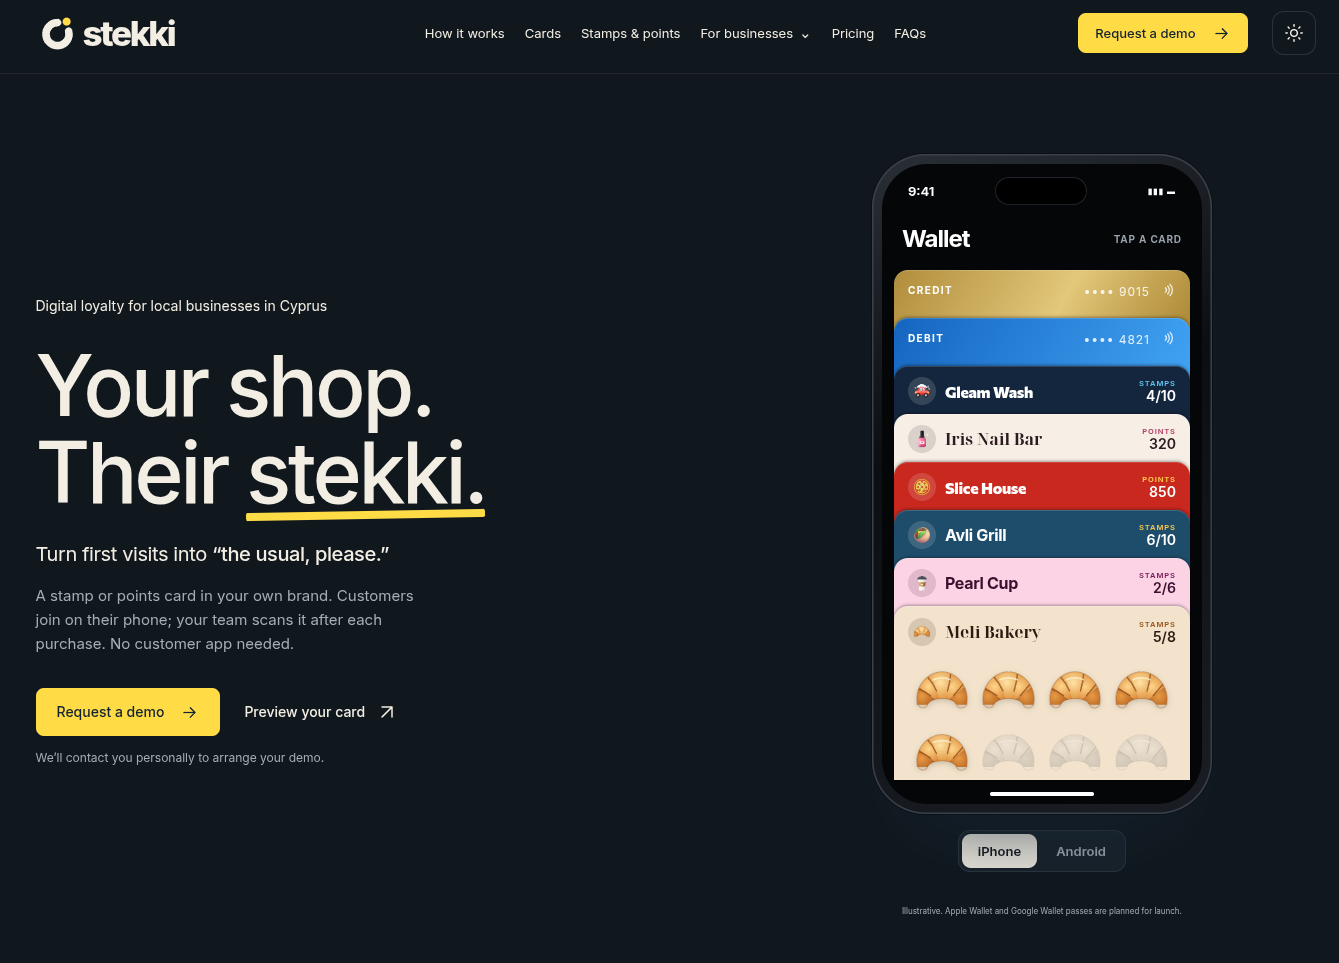 stekki
How it works
Cards
Stamps & points
For businesses
Pricing
FAQs
Request a demo
Digital loyalty for local businesses in Cyprus
Your shop.
Their stekki.
Turn first visits into “the usual, please.”
A stamp or points card in your own brand. Customers
join on their phone; your team scans it after each
purchase. No customer app needed.
Request a demo
Preview your card
We’ll contact you personally to arrange your demo.
9:41
Wallet
TAP A CARD
CREDIT
•••• 9015
DEBIT
•••• 4821
Gleam Wash
STAMPS
4/10
Iris Nail Bar
POINTS
320
Slice House
POINTS
850
Avli Grill
STAMPS
6/10
Pearl Cup
STAMPS
2/6
Meli Bakery
STAMPS
5/8
iPhone
Android
Illustrative. Apple Wallet and Google Wallet passes are planned for launch.